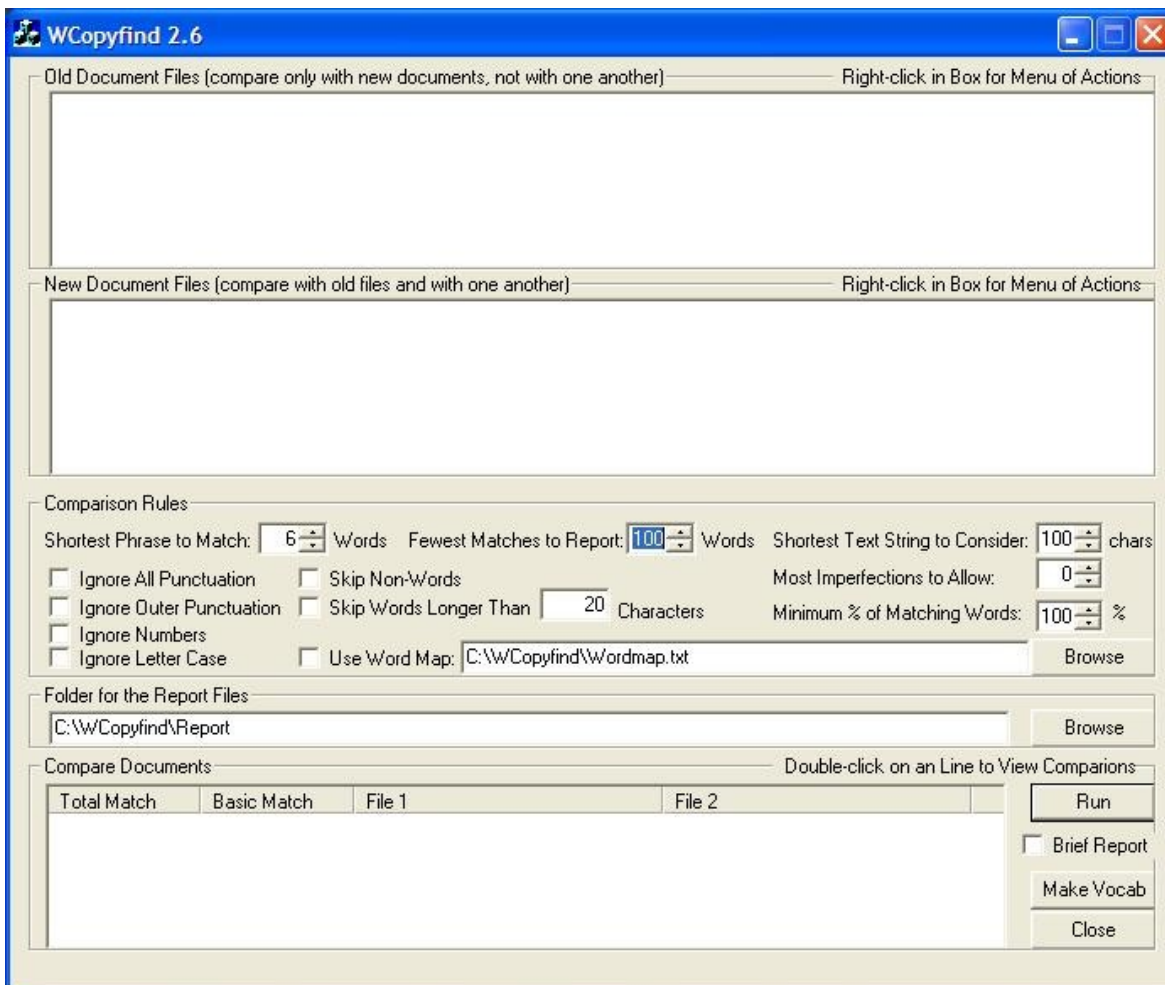 WCopyfind 2.6
Old Document Files (compare only with new documents, not with one another) Right-click in Box for Menu of Actions
New Document Files (compare with old files and with one another) Right-click in Box for Menu of Actions
Comparison Rules
Shortest Phrase to Match: 6 Words Fewest Matches to Report: 100 Words Shortest Text String to Consider: 100 chars
Ignore All Punctuation Skip Non-Words Most Imperfections to Allow: 0
Ignore Outer Punctuation Skip Words Longer Than 20 Characters Minimum % of Matching Words: 100 %
Ignore Numbers
Ignore Letter Case Use Word Map: C:\WCopyfind\Wordmap.txt Browse
Folder for the Report Files
C:\WCopyfind\Report Browse
Compare Documents Double-click on an Line to View Comparions
Total Match Basic Match File 1 File 2 Run
Brief Report
Make Vocab
Close